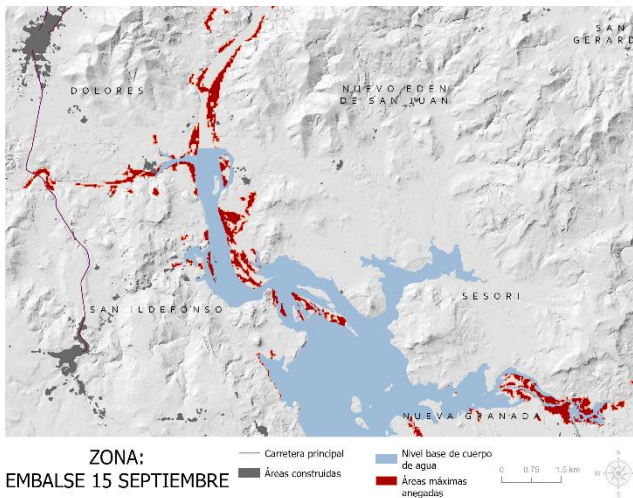 SAN
GERARD
DOLORES
NUEVO EDEN
DE SAN JUAN
SESORI
SAN ILDEFONSO
NUEVA GRANADA
ZONA:
EMBALSE 15 SEPTIEMBRE
Carretera principal
Áreas construidas
Nivel base de cuerpo
de agua
Áreas máximas
anegadas
0 0.75 1.5 km